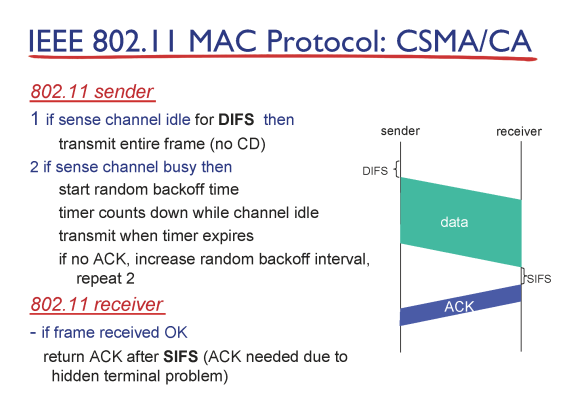 IEEE 802.11 MAC Protocol: CSMA/CA
802.11 sender
1 if sense channel idle for DIFS then
transmit entire frame (no CD)
2 if sense channel busy then
start random backoff time
timer counts down while channel idle
transmit when timer expires
if no ACK, increase random backoff interval,
repeat 2
802.11 receiver
- if frame received OK
return ACK after SIFS (ACK needed due to
hidden terminal problem)
sender
receiver
DIFS
data
SIFS
ACK